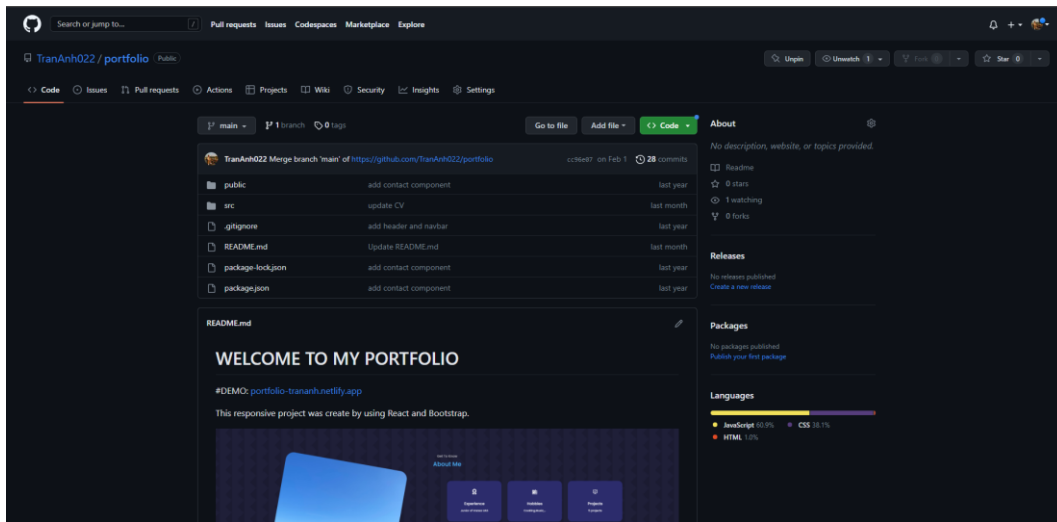 Search or jump to... /
Pull requests Issues Codespaces Marketplace Explore
TranAnh022 / portfolio Public
Unpin Unwatch 1 Fork 0 Star 0
Code Issues Pull requests Actions Projects Wiki Security Insights Settings
main 1 branch 0 tags Go to file Add file Code
TranAnh022 Merge branch 'main' of https://github.com/TranAnh022/portfolio cc96e87 on Feb 1 28 commits
public add contact component last year
src update CV last month
.gitignore add header and navbar last year
README.md Update README.md last month
package-lock.json add contact component last year
package.json add contact component last year
README.md
WELCOME TO MY PORTFOLIO
#DEMO: portfolio-trananh.netlify.app
This responsive project was create by using React and Bootstrap.
About Me
Experience Hobbies Projects
About
No description, website, or topics provided.
Readme
0 stars
1 watching
0 forks
Releases
No releases published
Create a new release
Packages
No packages published
Publish your first package
Languages
JavaScript 60.9% CSS 38.1%
HTML 1.0%